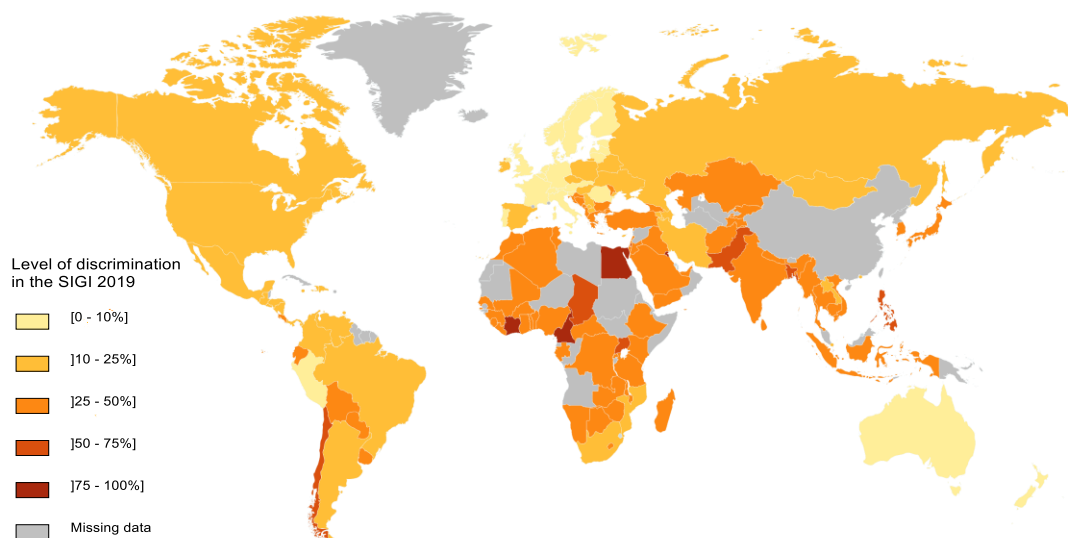 Level of discrimination
in the SIGI 2019
[0 - 10%]
]10 - 25%]
]25 - 50%]
]50 - 75%]
]75 - 100%]
Missing data